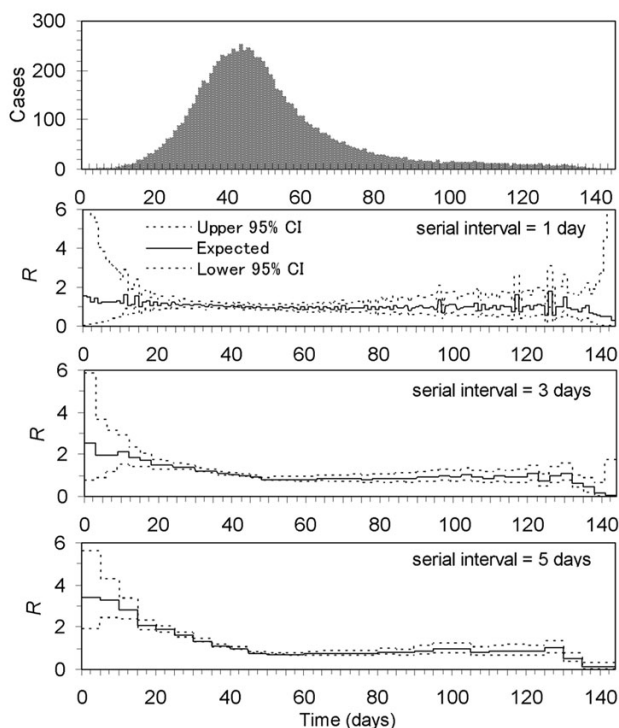 300
200
100
0
Cases
0 20 40 60 80 100 120 140
6
4
2
0
R
Upper 95% CI
Expected
Lower 95% CI
serial interval = 1 day
0 20 40 60 80 100 120 140
6
4
2
0
R
serial interval = 3 days
0 20 40 60 80 100 120 140
6
4
2
0
R
serial interval = 5 days
0 20 40 60 80 100 120 140
Time (days)